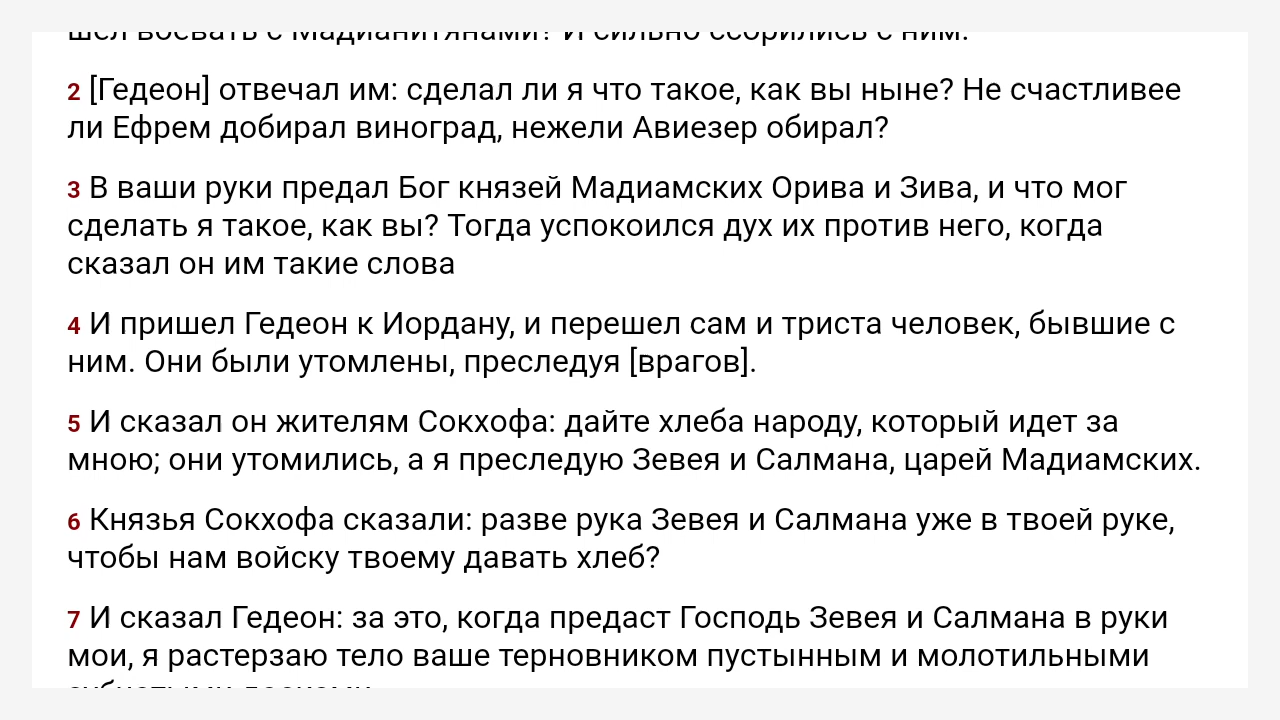 шел воевать с Мадианитянами? И сильно ссорились с ним.
2 [Гедеон] отвечал им: сделал ли я что такое, как вы ныне? Не счастливее
ли Ефрем добирал виноград, нежели Авиезер обирал?
3 В ваши руки предал Бог князей Мадиамских Орива и Зива, и что мог
сделать я такое, как вы? Тогда успокоился дух их против него, когда
сказал он им такие слова
4 И пришел Гедеон к Иордану, и перешел сам и триста человек, бывшие с
ним. Они были утомлены, преследуя [врагов].
5 И сказал он жителям Сокхофа: дайте хлеба народу, который идет за
мною; они утомились, а я преследую Зевея и Салмана, царей Мадиамских.
6 Князья Сокхофа сказали: разве рука Зевея и Салмана уже в твоей руке,
чтобы нам войску твоему давать хлеб?
7 И сказал Гедеон: за это, когда предаст Господь Зевея и Салмана в руки
мои, я растерзаю тело ваше терновником пустынным и молотильными